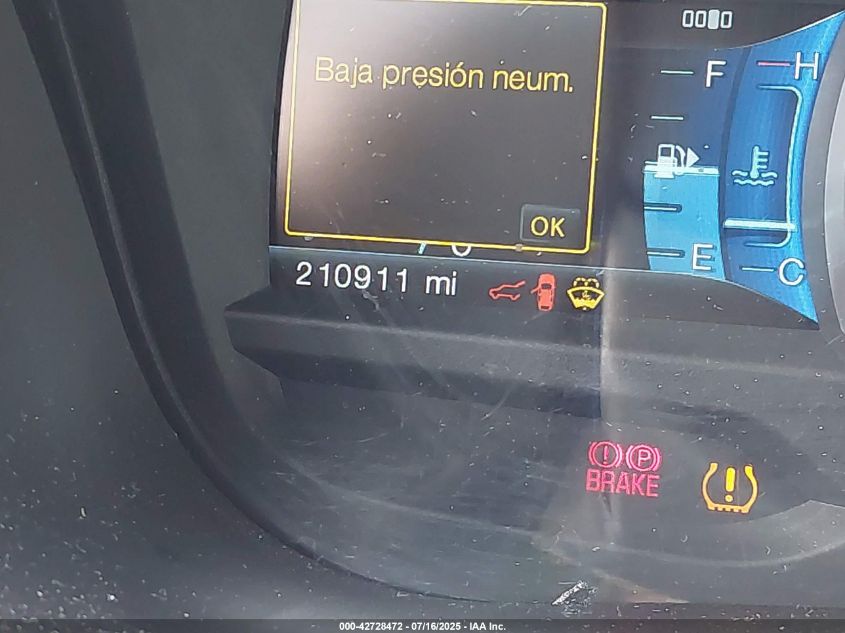 Baja presión neum.
OK
F
H
E
C
210911 mi
BRAKE
000-42728472 - 07/16/2025 - IAA Inc.